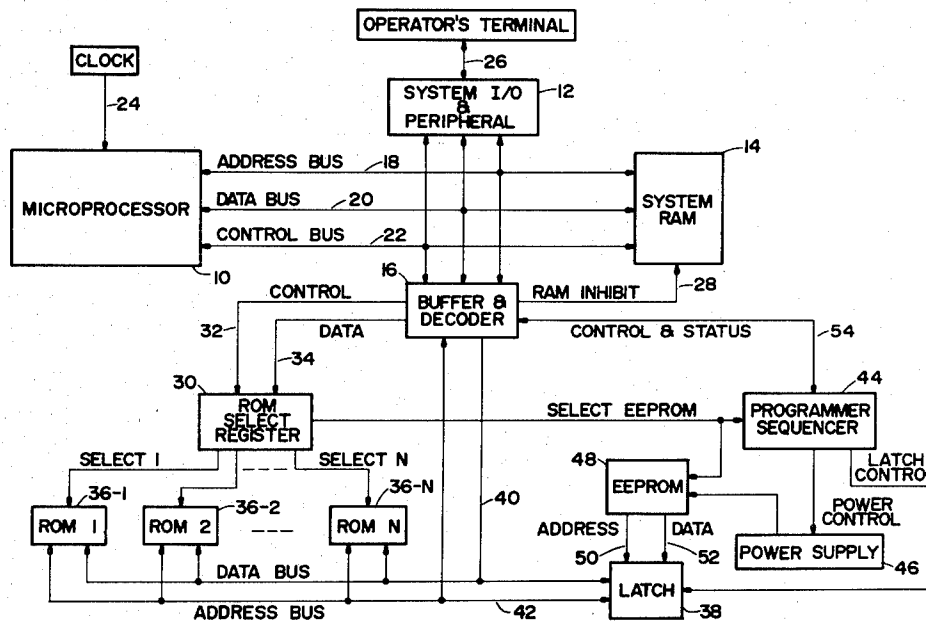 OPERATOR'S TERMINAL
CLOCK
26
12
24
SYSTEM I/O
&
PERIPHERAL
14
ADDRESS BUS
18
MICROPROCESSOR
DATA BUS
20
SYSTEM
RAM
CONTROL BUS
22
10
16
28
CONTROL
BUFFER &
DECODER
RAM INHIBIT
32
DATA
CONTROL & STATUS
54
34
30
44
ROM
SELECT
REGISTER
SELECT EEPROM
PROGRAMMER
SEQUENCER
SELECT 1
SELECT N
48
LATCH
CONTROL
36-1
36-2
36-N
40
EEPROM
ROM 1
ROM 2
ROM N
ADDRESS
DATA
POWER
CONTROL
50
52
POWER SUPPLY
46
DATA BUS
LATCH
ADDRESS BUS
42
38